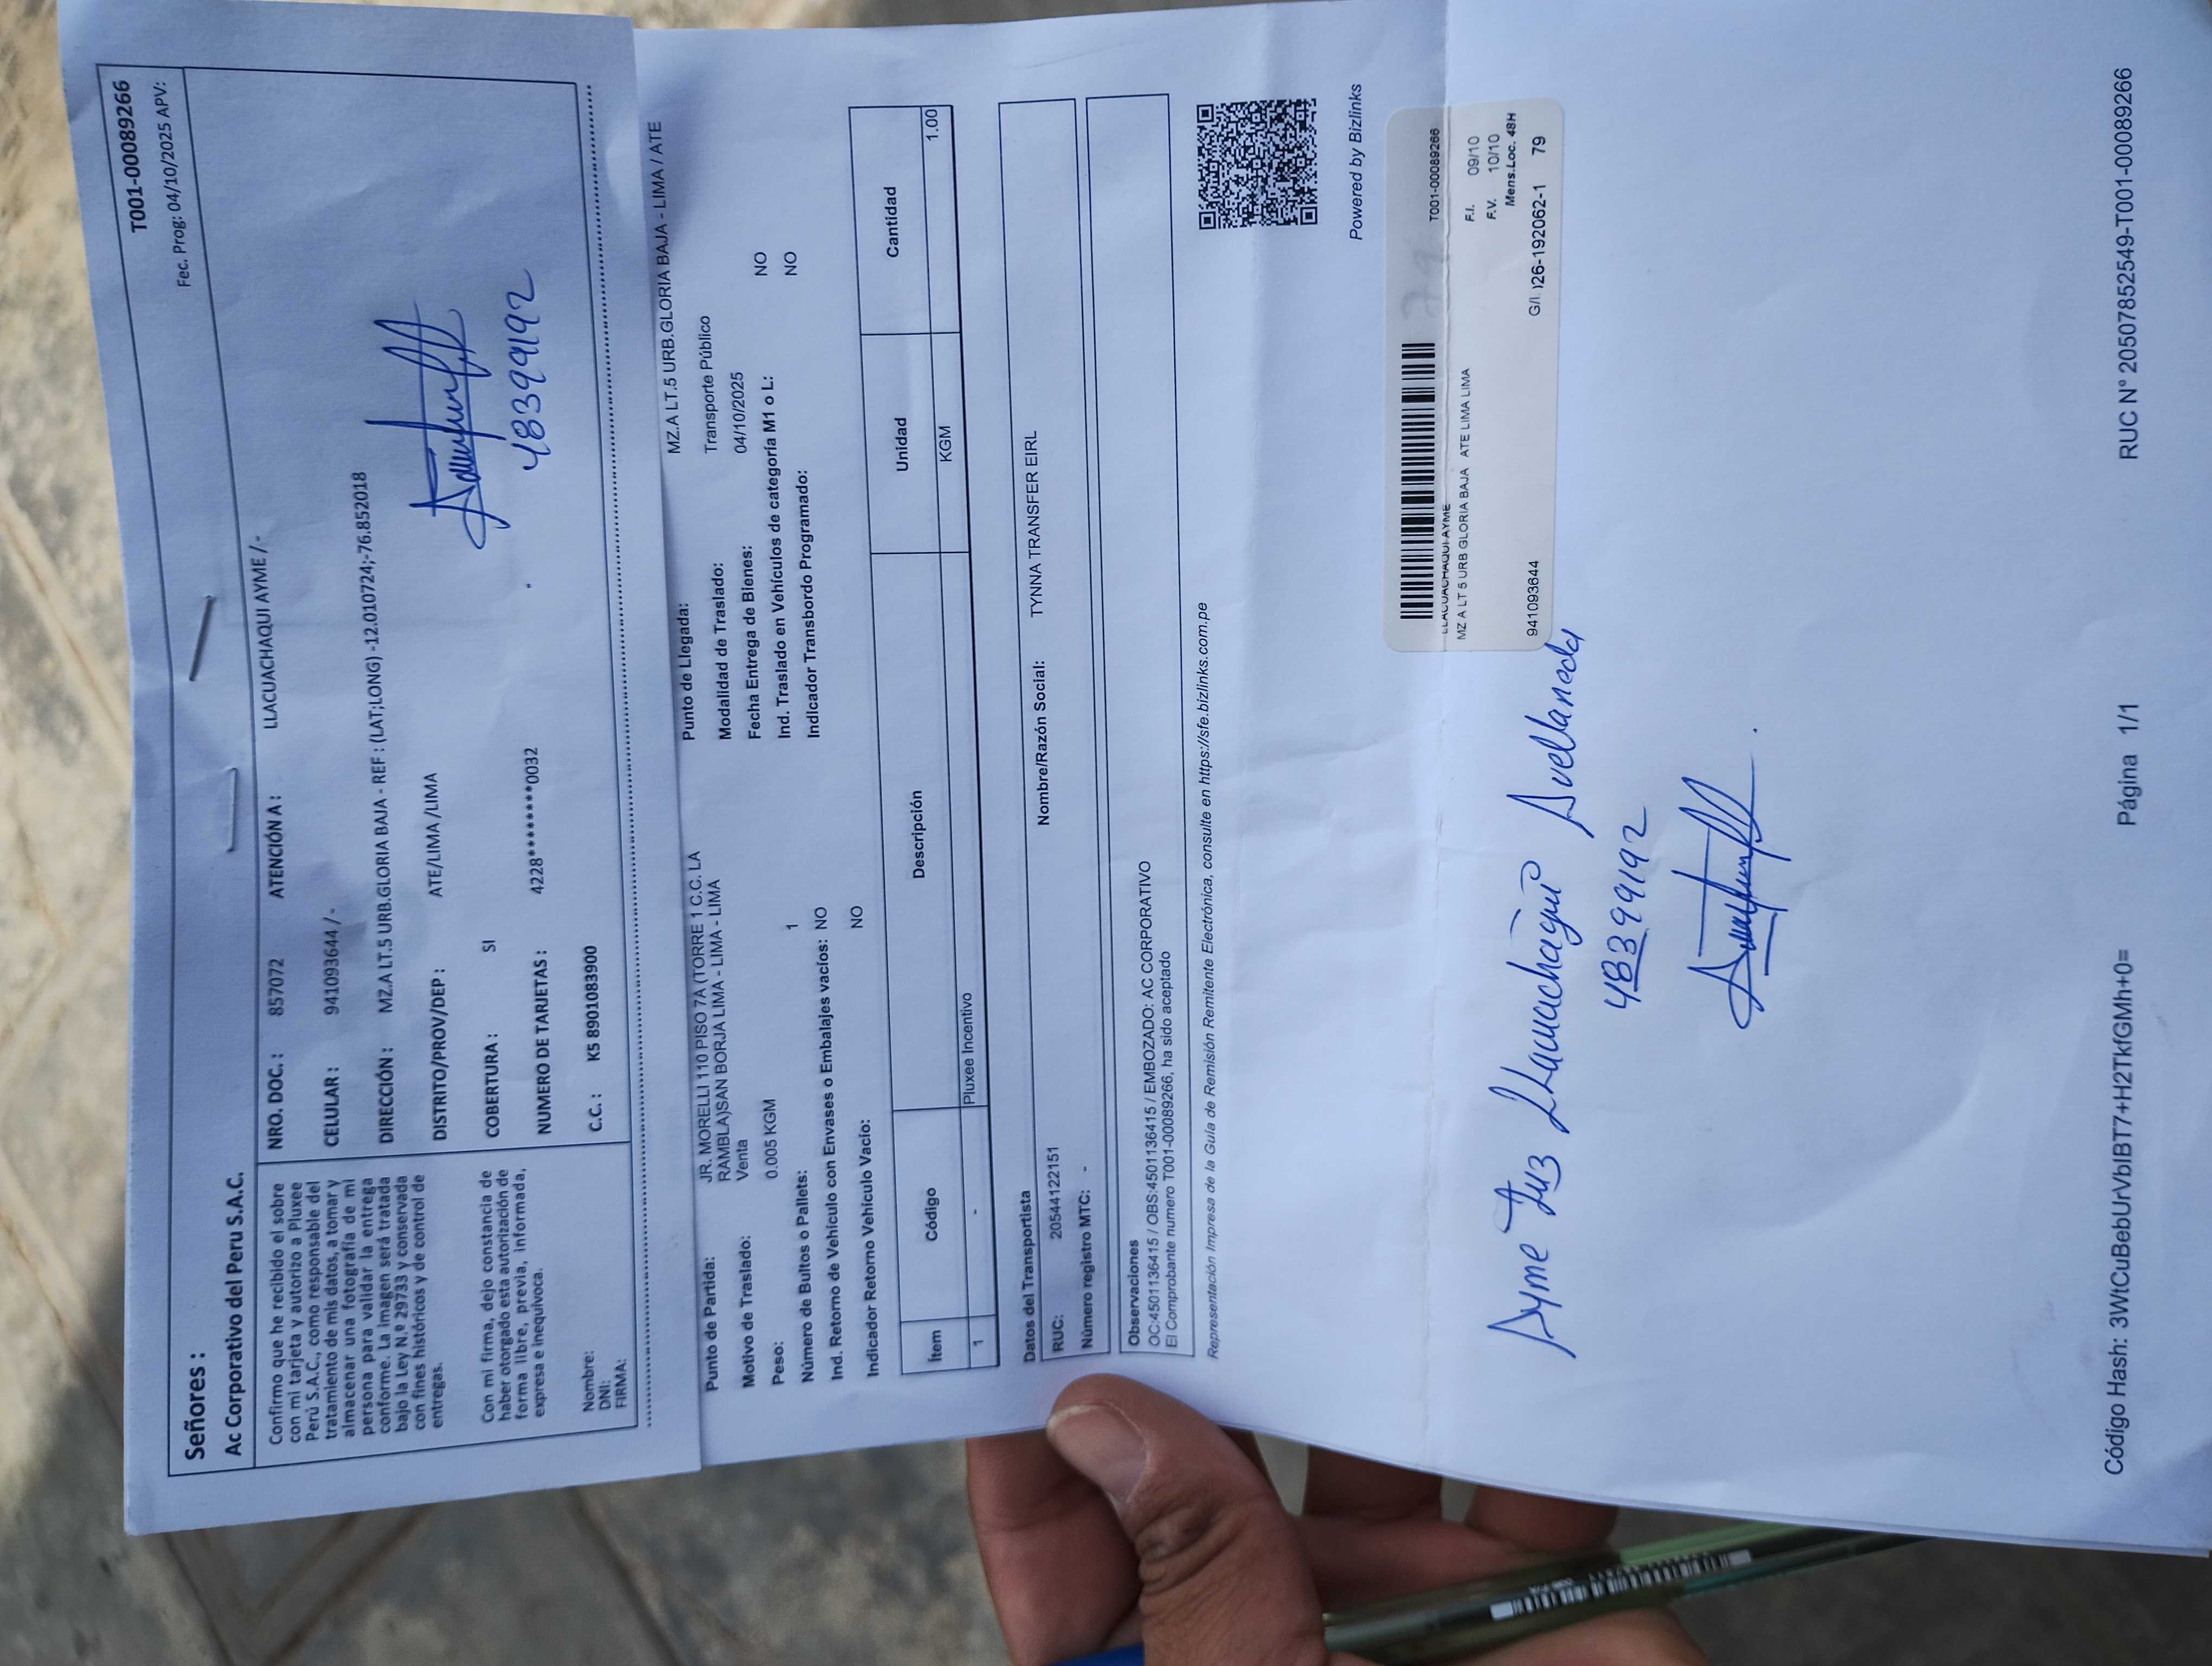 T001-00089266
Fec. Prog: 04/10/2025 APV:
Señores :
Ac Corporativo del Peru S.A.C.
Confirmo que he recibido el sobre
con mi tarjeta y autorizo a Pluxee
Perú S.A.C., como responsable del
tratamiento de mis datos, a tomar y
almacenar una fotografía de mi
persona para validar la entrega
conforme. La imagen será tratada
bajo la Ley N.º 29733 y conservada
con fines históricos y de control de
entregas.
Con mi firma, dejo constancia de
haber otorgado esta autorización de
forma libre, previa, informada,
expresa e inequívoca.
Nombre:
DNI:
FIRMA:
NRO. DOC. : 857072 ATENCIÓN A : LLACUACHAQUI AYME / -
CELULAR : 941093644 / -
DIRECCIÓN : MZ.A LT.5 URB.GLORIA BAJA - REF : (LAT;LONG) -12.010724;-76.852018
DISTRITO/PROV/DEP : ATE/LIMA /LIMA
COBERTURA : SI
NUMERO DE TARJETAS : 4228********0032
C.C. : K5 8901083900
48399192
Punto de Partida: JR. MORELLI 110 PISO 7A (TORRE 1 C.C. LA
RAMBLA)SAN BORJA LIMA - LIMA - LIMA
Motivo de Traslado: Venta
Peso: 0.005 KGM
Número de Bultos o Pallets: 1
Ind. Retorno de Vehículo con Envases o Embalajes vacíos: NO
Indicador Retorno Vehículo Vacío: NO
Punto de Llegada: MZ.A LT.5 URB.GLORIA BAJA - LIMA / ATE
Modalidad de Traslado: Transporte Público
Fecha Entrega de Bienes: 04/10/2025
Ind. Traslado en Vehículos de categoría M1 o L: NO
Indicador Transbordo Programado: NO
Ítem Código Descripción Unidad Cantidad
1 - Pluxee Incentivo KGM 1.00
Datos del Transportista
RUC: 20544122151 Nombre/Razón Social: TYNNA TRANSFER EIRL
Número registro MTC: -
Observaciones
OC:4501136415 / OBS:4501136415 / EMBOZADO: AC CORPORATIVO
El Comprobante numero T001-00089266, ha sido aceptado
Representación Impresa de la Guía de Remisión Remitente Electrónica, consulte en https://sfe.bizlinks.com.pe
Powered by Bizlinks
T001-00089266
LLACUACHAQUI AYME
MZ A LT 5 URB GLORIA BAJA ATE LIMA LIMA
F.I. 09/10
F.V. 10/10
Mens.Loc. 48H
941093644 G/I. )26-192062-1 79
Ayme Luz Llacuachaqui Avellaneda
48399192
Código Hash: 3WtCuBebUrVbIBT7+H2TkfGMh+0= Página 1/1 RUC N° 20507852549-T001-00089266